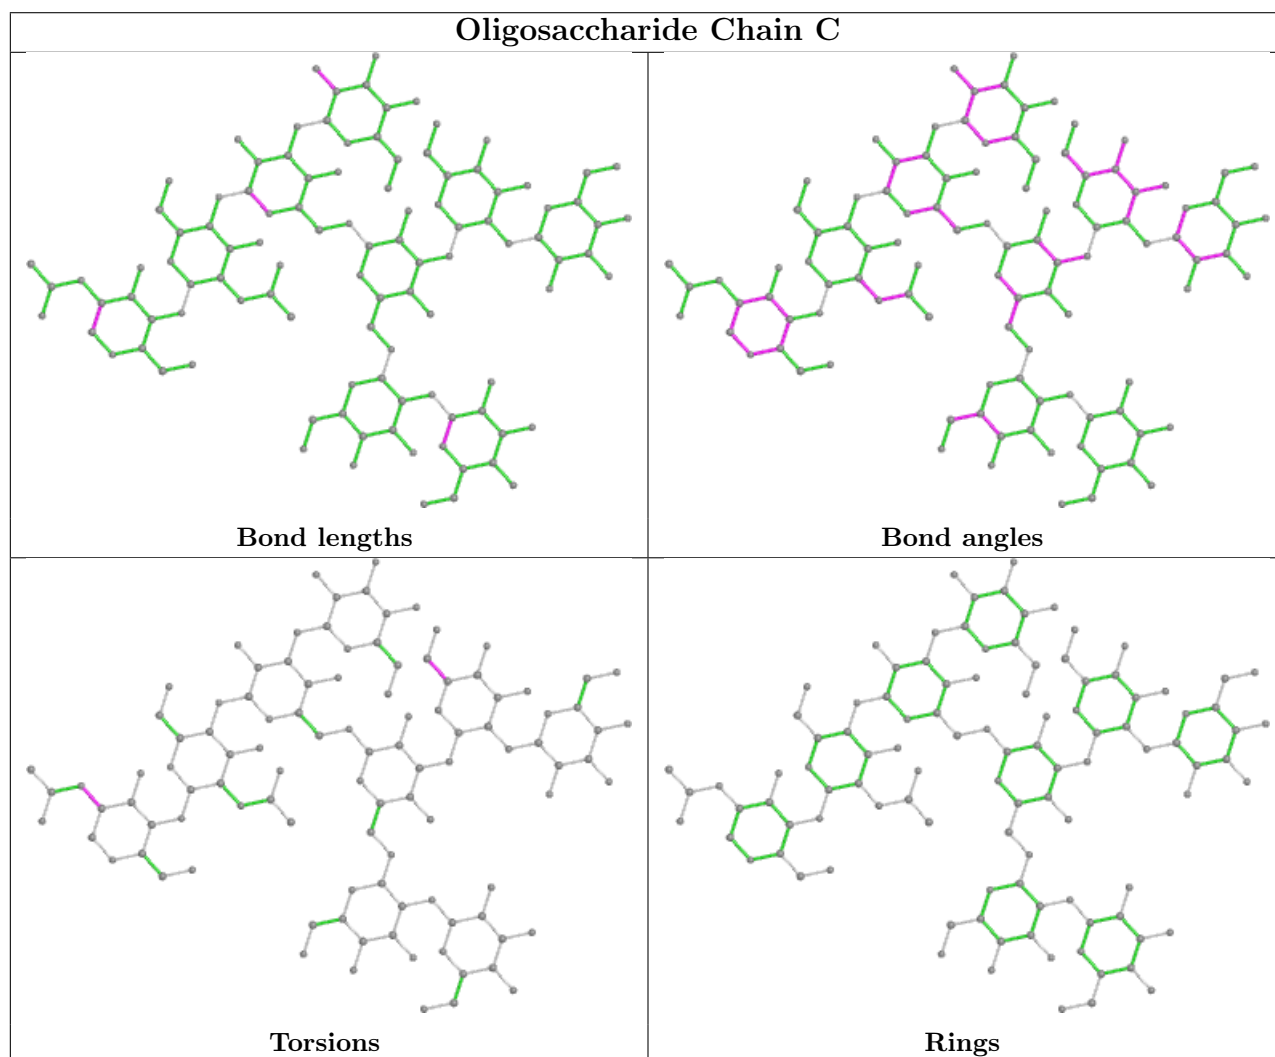 Oligosaccharide Chain C
Bond lengths
Bond angles
Torsions
Rings